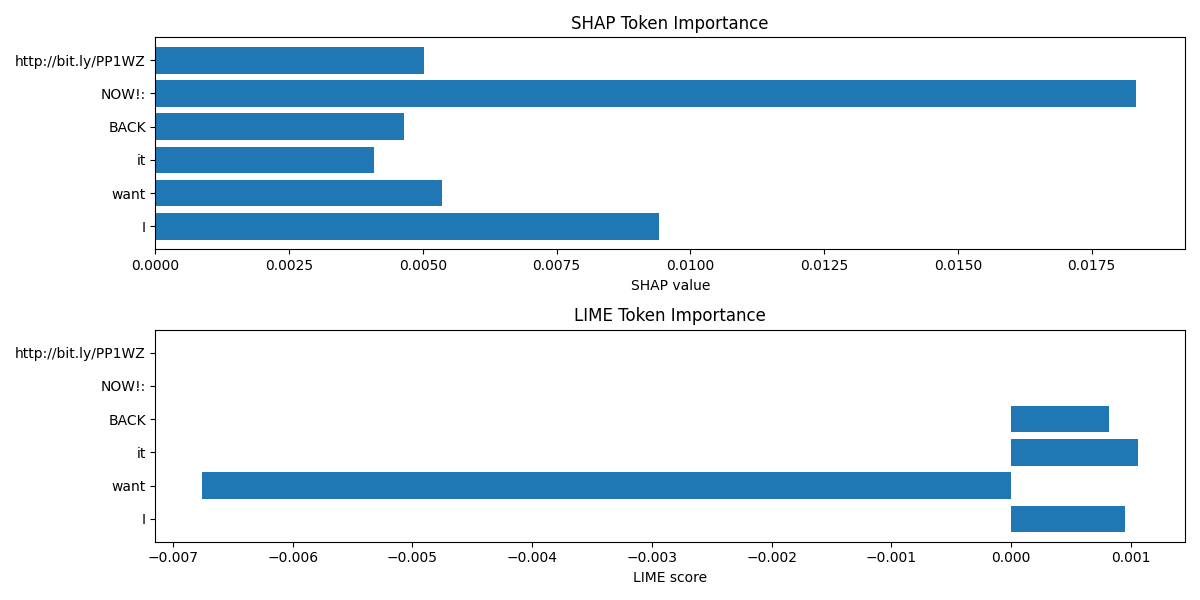 SHAP Token Importance
http://bit.ly/PP1WZ
NOW!:
BACK
it
want
I
0.0000 0.0025 0.0050 0.0075 0.0100 0.0125 0.0150 0.0175
SHAP value
LIME Token Importance
http://bit.ly/PP1WZ
NOW!:
BACK
it
want
I
−0.007 −0.006 −0.005 −0.004 −0.003 −0.002 −0.001 0.000 0.001
LIME score